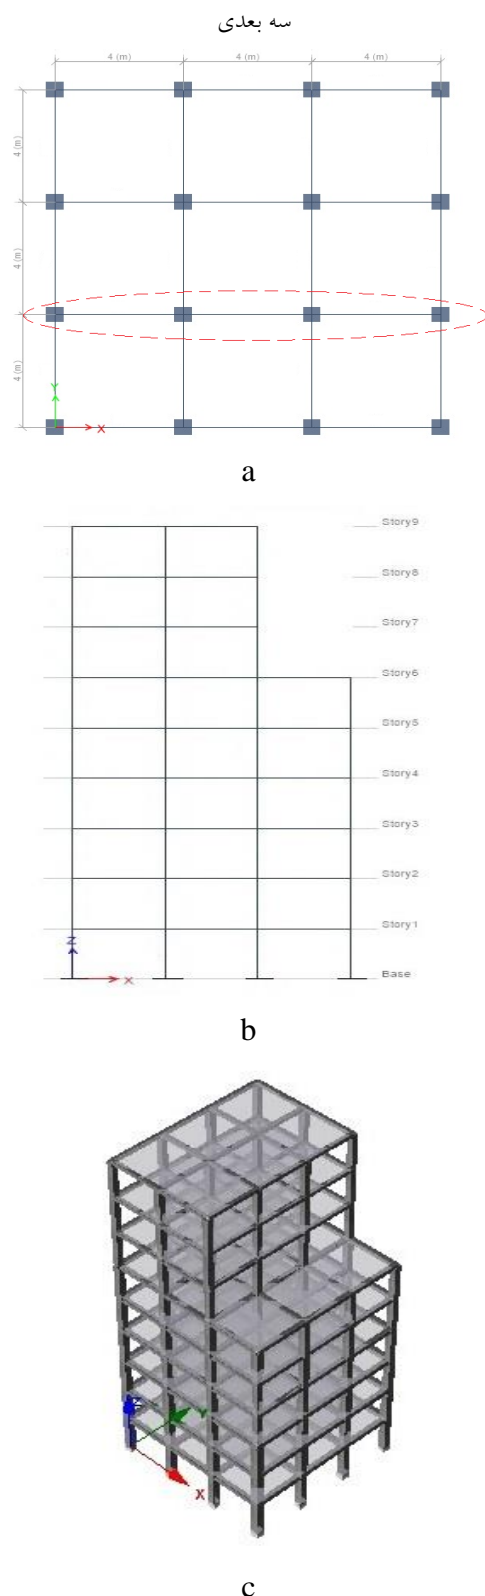 سه بعدی
4 (m) 4 (m) 4 (m)
4 (m)
4 (m)
4 (m)
Y
X
a
Story9
Story8
Story7
Story6
Story5
Story4
Story3
Story2
Story1
Z
X
Base
b
Y
X
c